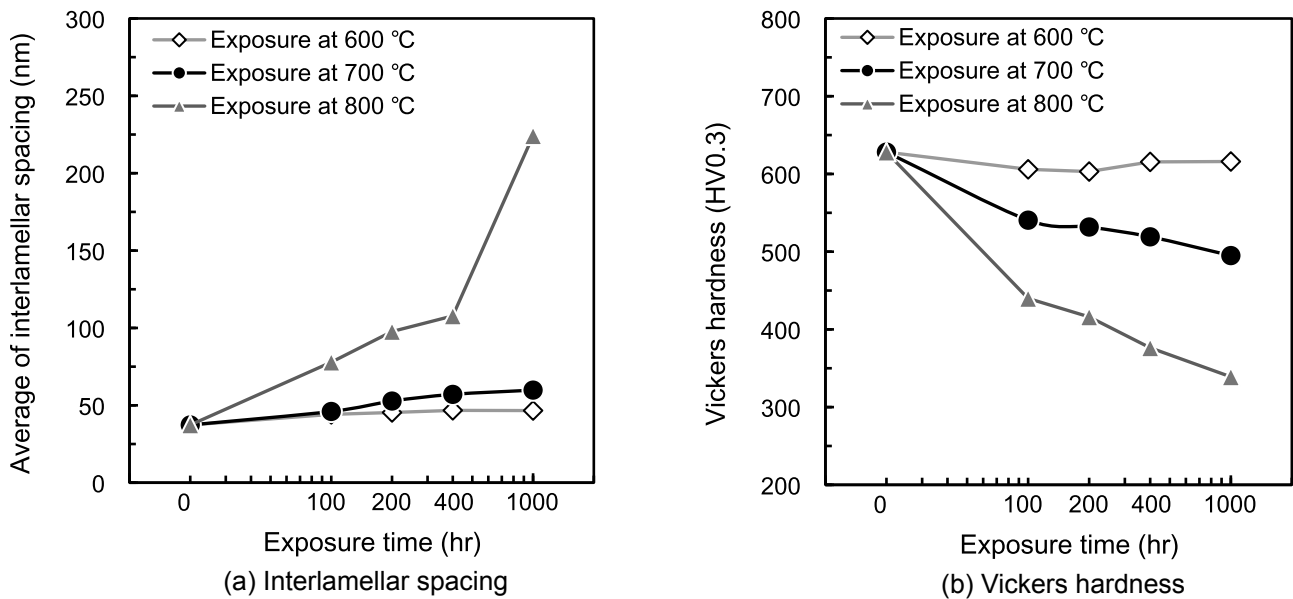 Average of interlamellar spacing (nm)
300
250
200
150
100
50
0
Exposure at 600 ℃
Exposure at 700 ℃
Exposure at 800 ℃
0 100 200 400 1000
Exposure time (hr)
(a) Interlamellar spacing
Vickers hardness (HV0.3)
800
700
600
500
400
300
200
Exposure at 600 ℃
Exposure at 700 ℃
Exposure at 800 ℃
0 100 200 400 1000
Exposure time (hr)
(b) Vickers hardness